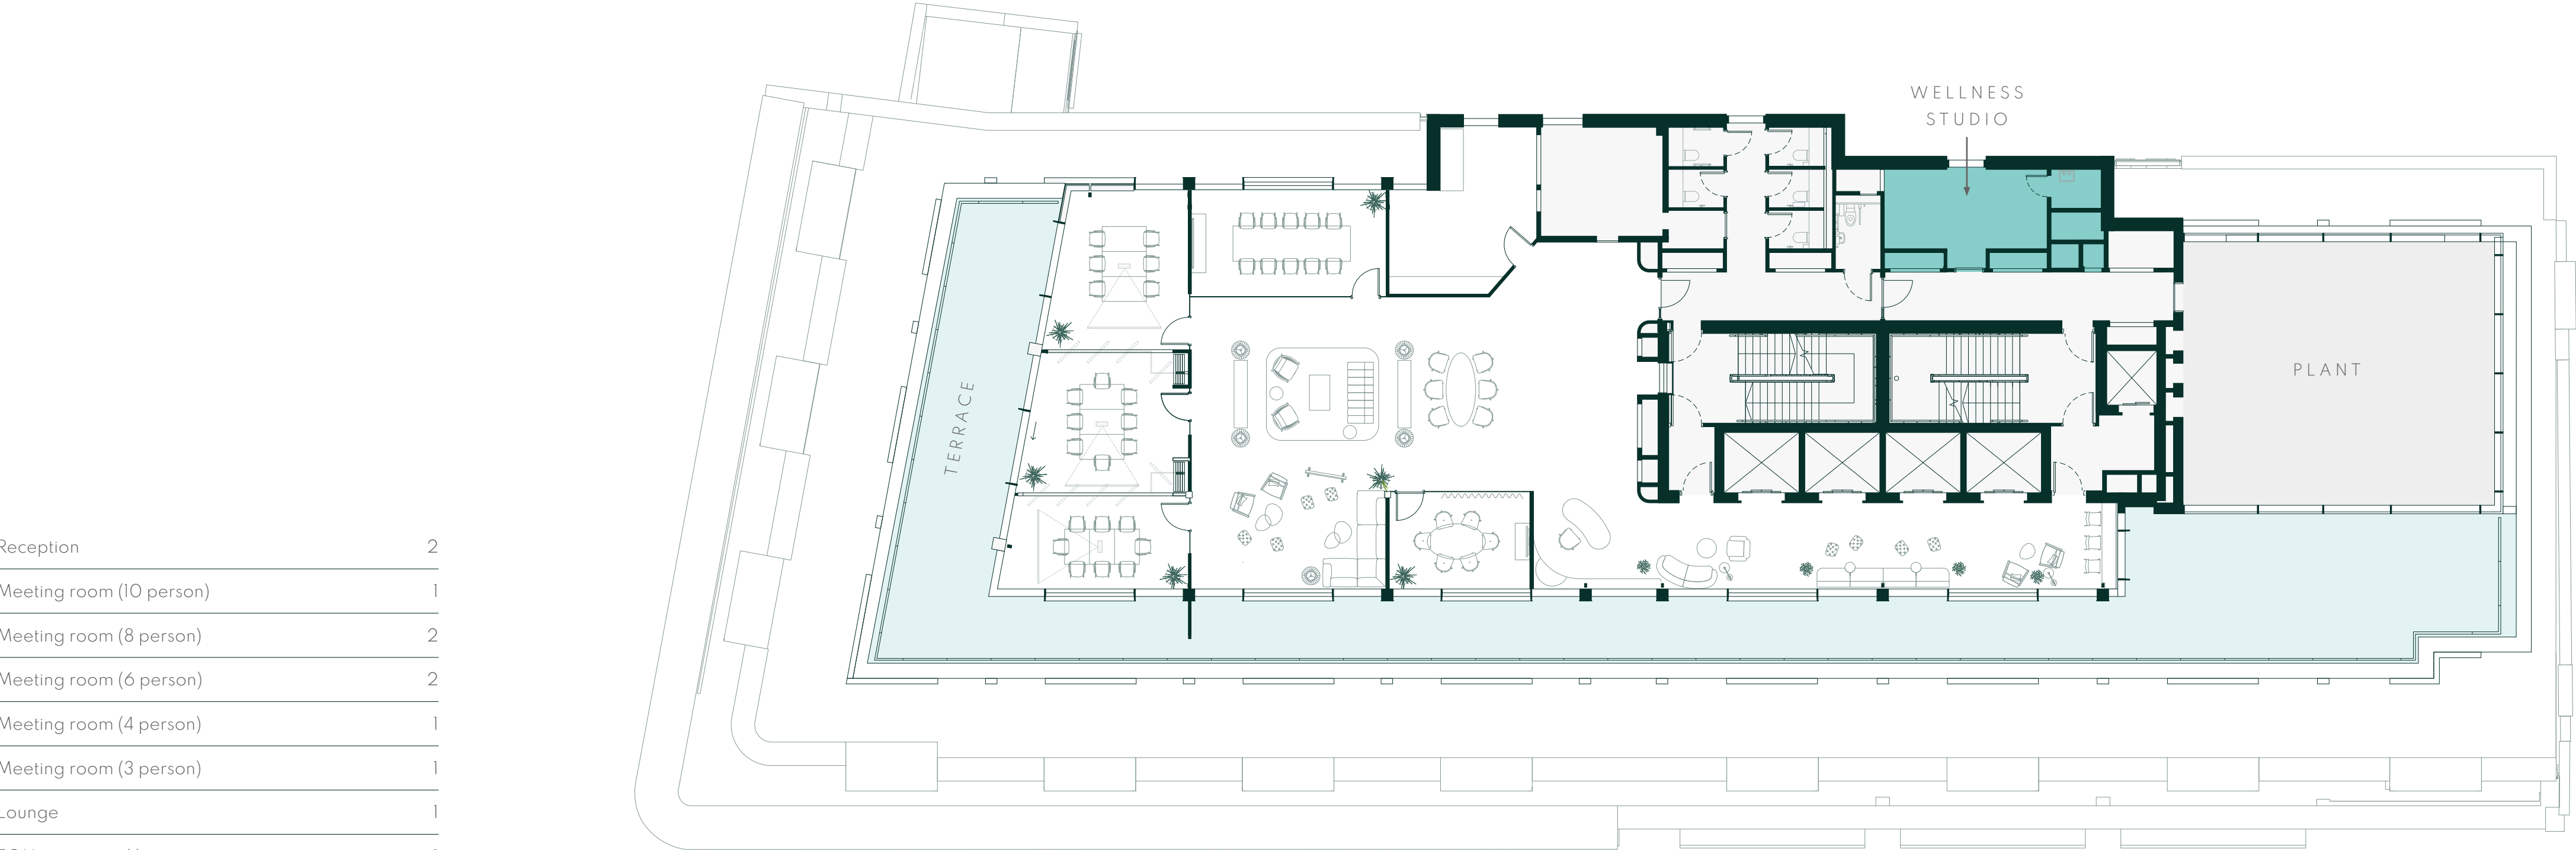 WELLNESS
STUDIO
PLANT
TERRACE
Reception 2
Meeting room (10 person) 1
Meeting room (8 person) 2
Meeting room (6 person) 2
Meeting room (4 person) 1
Meeting room (3 person) 1
Lounge 1